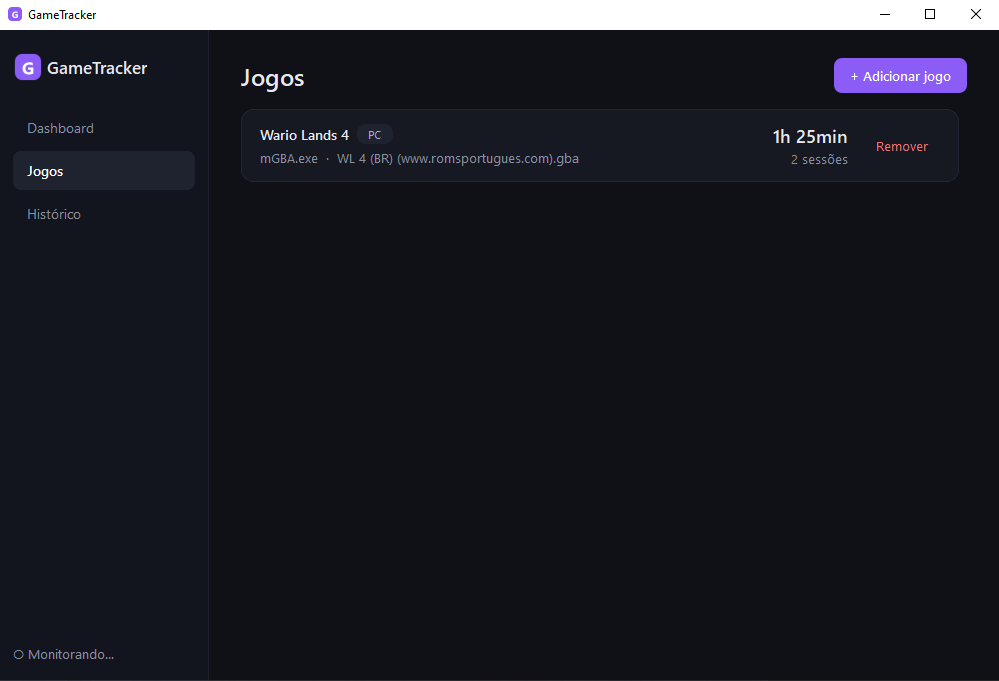 G GameTracker
G GameTracker
Dashboard
Jogos
Histórico
Monitorando...
Jogos
+ Adicionar jogo
Wario Lands 4 PC
mGBA.exe · WL 4 (BR) (www.romsportugues.com).gba
1h 25min
2 sessões
Remover